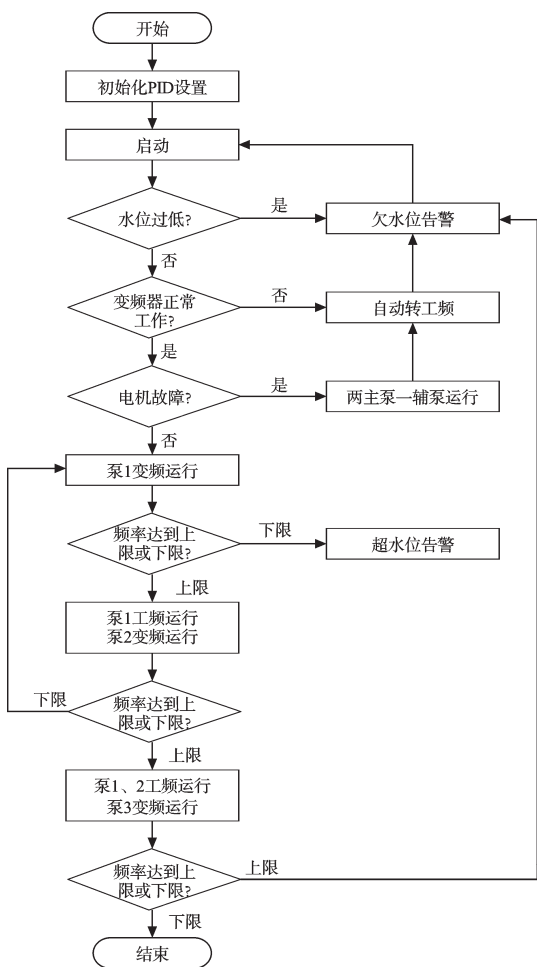 开始
初始化PID设置
启动
水位过低?
是
欠水位告警
否
变频器正常
工作?
否
自动转工频
是
电机故障?
是
两主泵一辅泵运行
否
泵1变频运行
频率达到上
限或下限?
下限
超水位告警
上限
泵1工频运行
泵2变频运行
下限
频率达到上
限或下限?
上限
泵1、2工频运行
泵3变频运行
频率达到上
限或下限?
上限
下限
结束